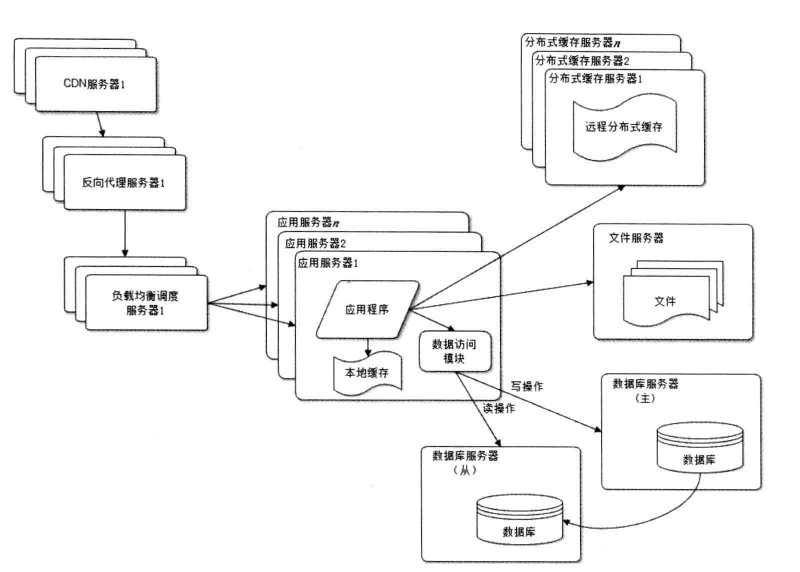 分布式缓存服务器n
分布式缓存服务器2
分布式缓存服务器1
远程分布式缓存
CDN服务器1
反向代理服务器1
负载均衡调度
服务器1
应用服务器n
应用服务器2
应用服务器1
应用程序
本地缓存
数据访问
模块
文件服务器
文件
写操作
读操作
数据库服务器
（主）
数据库
数据库服务器
（从）
数据库